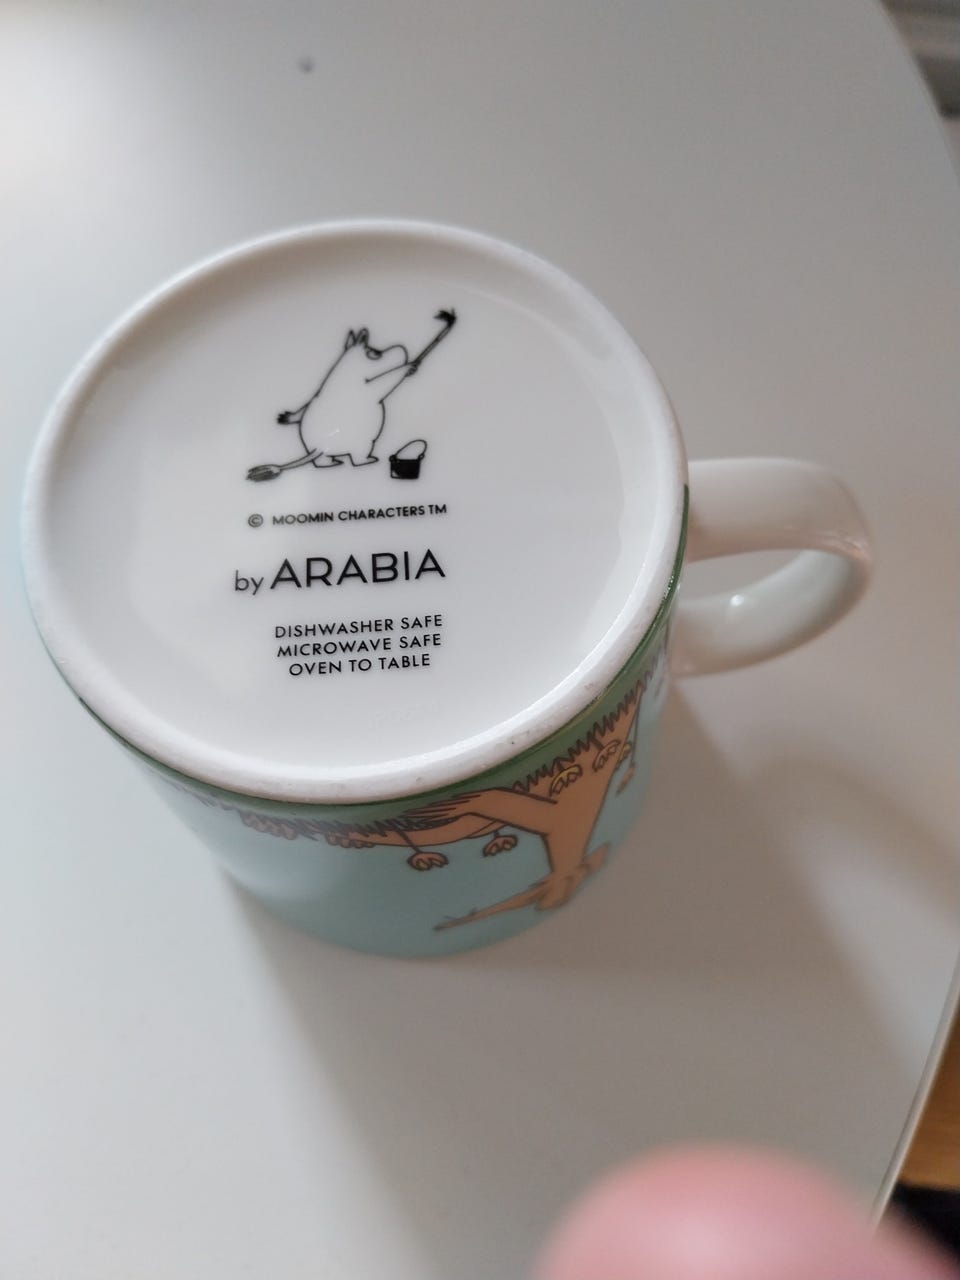 © MOOMIN CHARACTERS TM
by ARABIA
DISHWASHER SAFE
MICROWAVE SAFE
OVEN TO TABLE